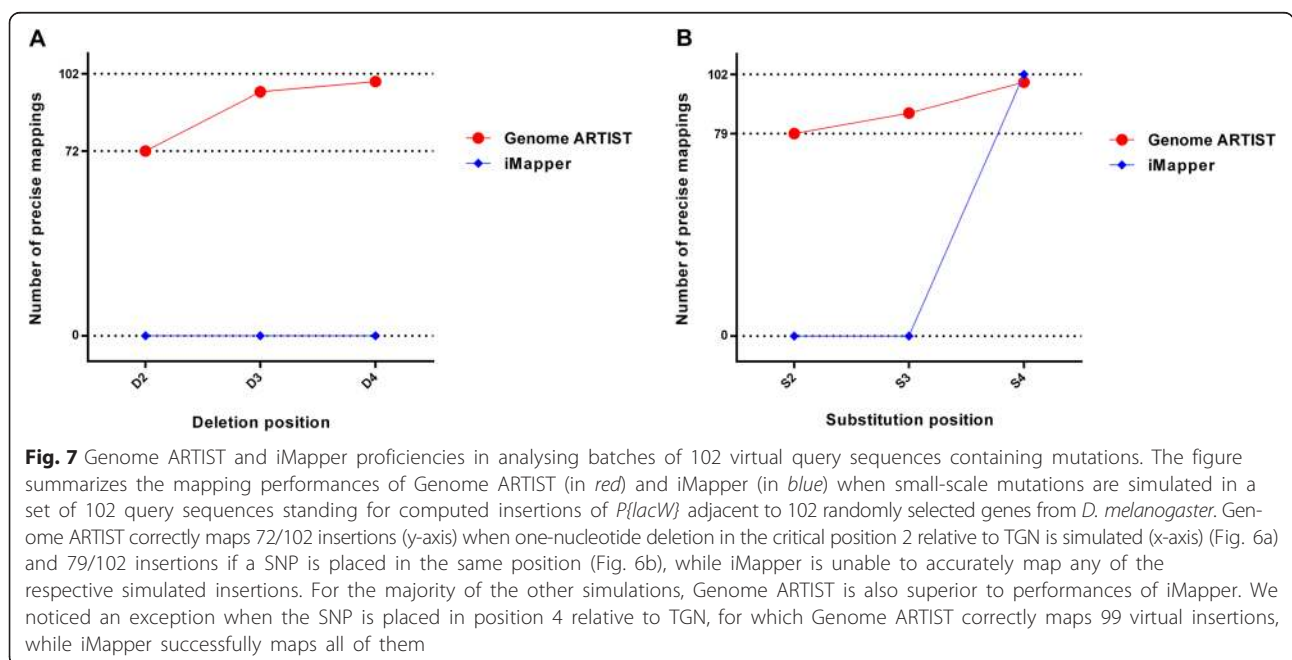 A
Number of precise mappings
102
72
0
D2
D3
D4
Deletion position
Genome ARTIST
iMapper
B
Number of precise mappings
102
79
0
S2
S3
S4
Substitution position
Genome ARTIST
iMapper
Fig. 7 Genome ARTIST and iMapper proficiencies in analysing batches of 102 virtual query sequences containing mutations. The figure
summarizes the mapping performances of Genome ARTIST (in red) and iMapper (in blue) when small-scale mutations are simulated in a
set of 102 query sequences standing for computed insertions of P{lacW} adjacent to 102 randomly selected genes from D. melanogaster. Gen-
ome ARTIST correctly maps 72/102 insertions (y-axis) when one-nucleotide deletion in the critical position 2 relative to TGN is simulated (x-axis) (Fig. 6a)
and 79/102 insertions if a SNP is placed in the same position (Fig. 6b), while iMapper is unable to accurately map any of the
respective simulated insertions. For the majority of the other simulations, Genome ARTIST is also superior to performances of iMapper. We
noticed an exception when the SNP is placed in position 4 relative to TGN, for which Genome ARTIST correctly maps 99 virtual insertions,
while iMapper successfully maps all of them